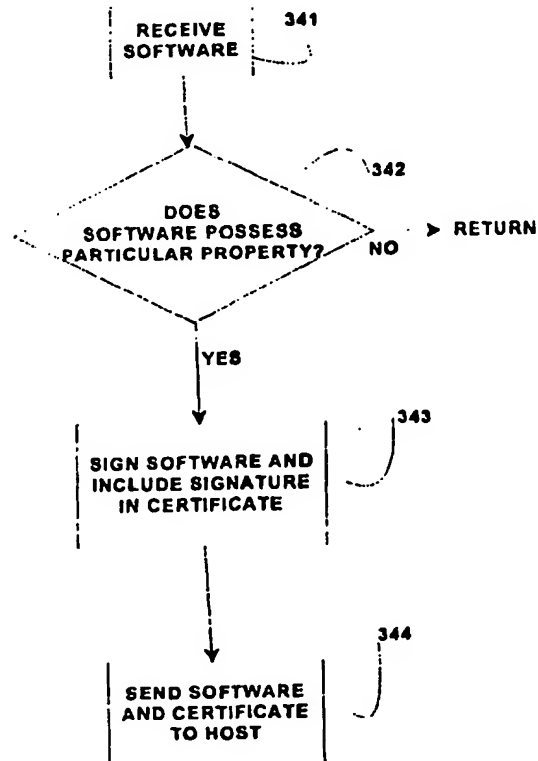 RECEIVE
SOFTWARE
341
342
DOES
SOFTWARE POSSESS
PARTICULAR PROPERTY?
NO
RETURN
YES
343
SIGN SOFTWARE AND
INCLUDE SIGNATURE
IN CERTIFICATE
344
SEND SOFTWARE
AND CERTIFICATE
TO HOST